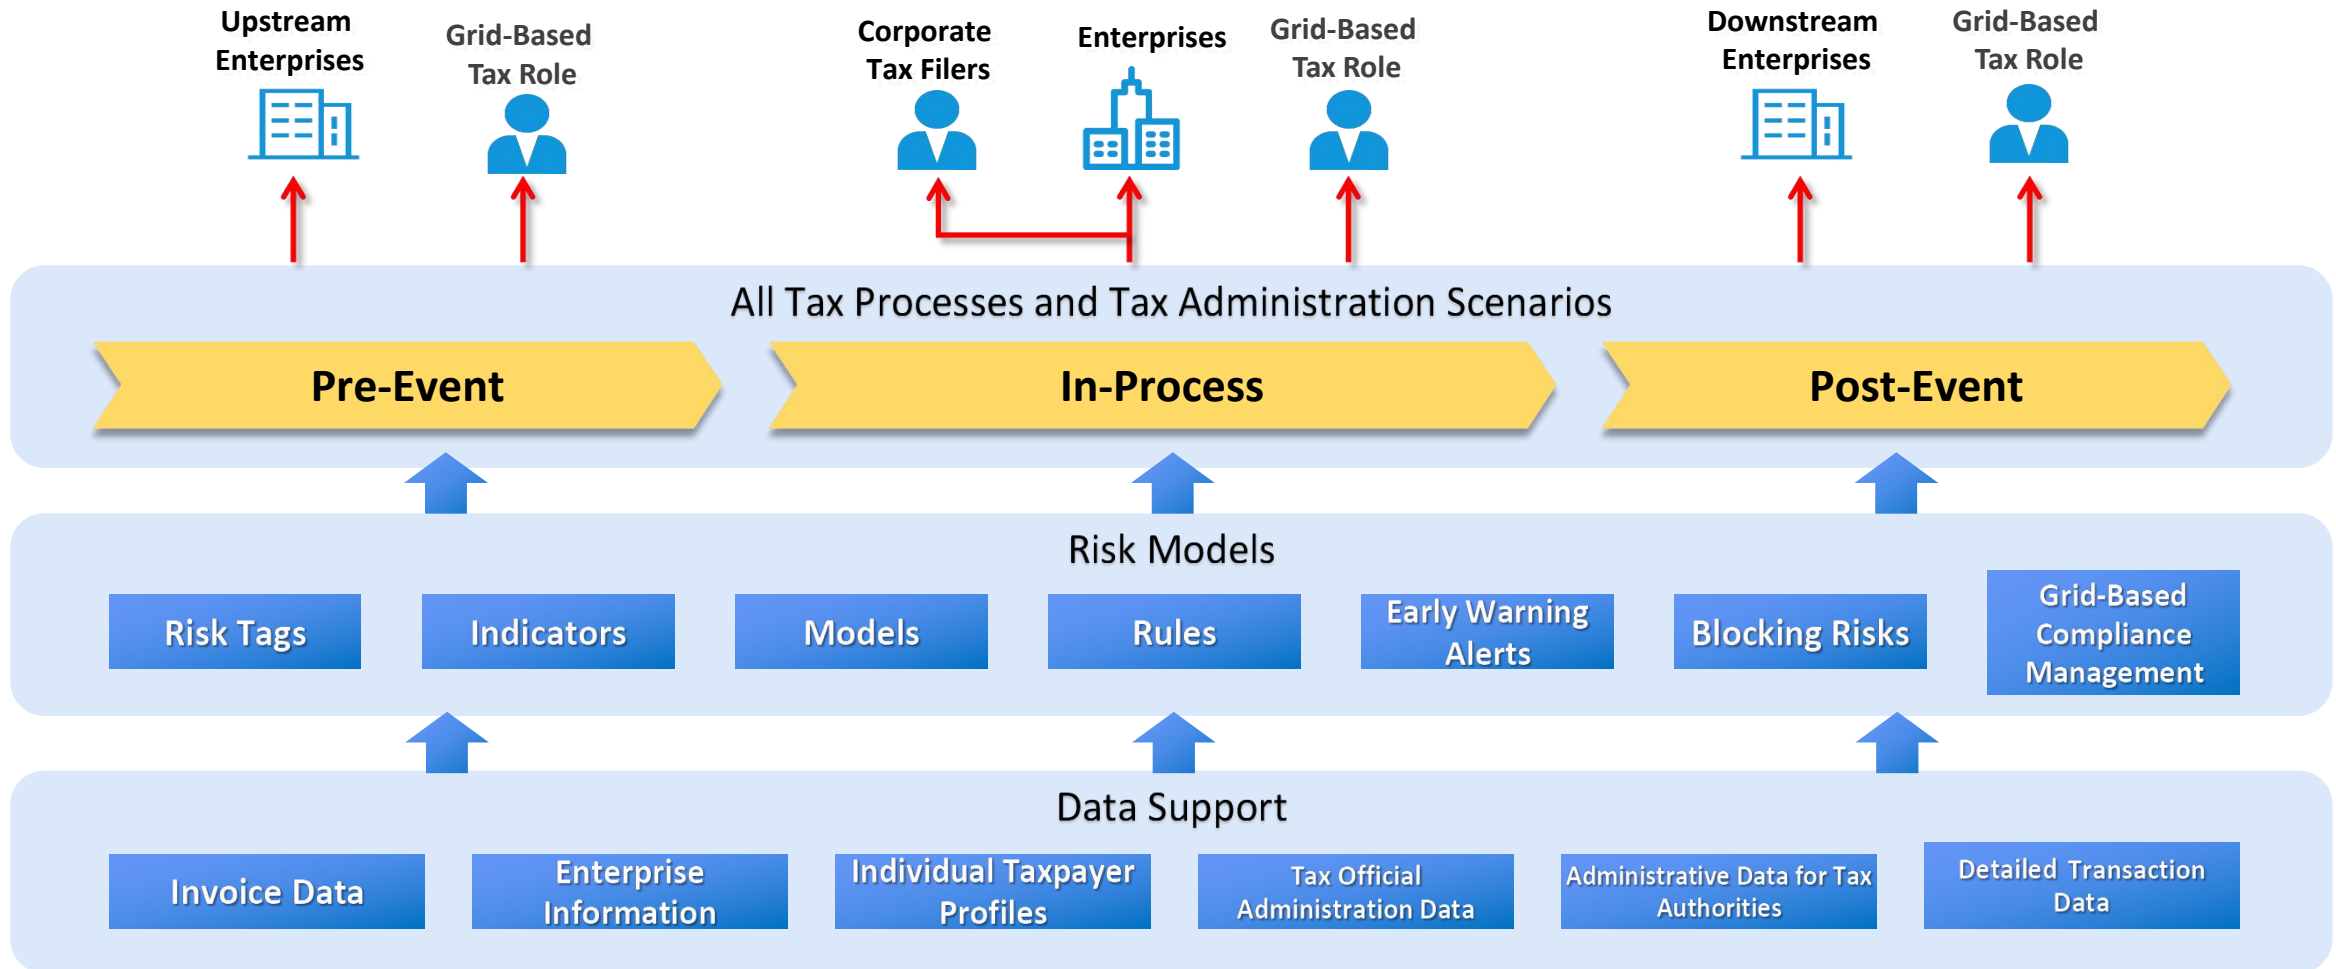 Upstream
Enterprises
Grid-Based
Tax Role
Corporate
Tax Filers
Enterprises
Grid-Based
Tax Role
Downstream
Enterprises
Grid-Based
Tax Role
All Tax Processes and Tax Administration Scenarios
Pre-Event
In-Process
Post-Event
Risk Models
Risk Tags
Indicators
Models
Rules
Early Warning
Alerts
Blocking Risks
Grid-Based
Compliance
Management
Data Support
Invoice Data
Enterprise
Information
Individual Taxpayer
Profiles
Tax Official
Administration Data
Administrative Data for Tax
Authorities
Detailed Transaction
Data